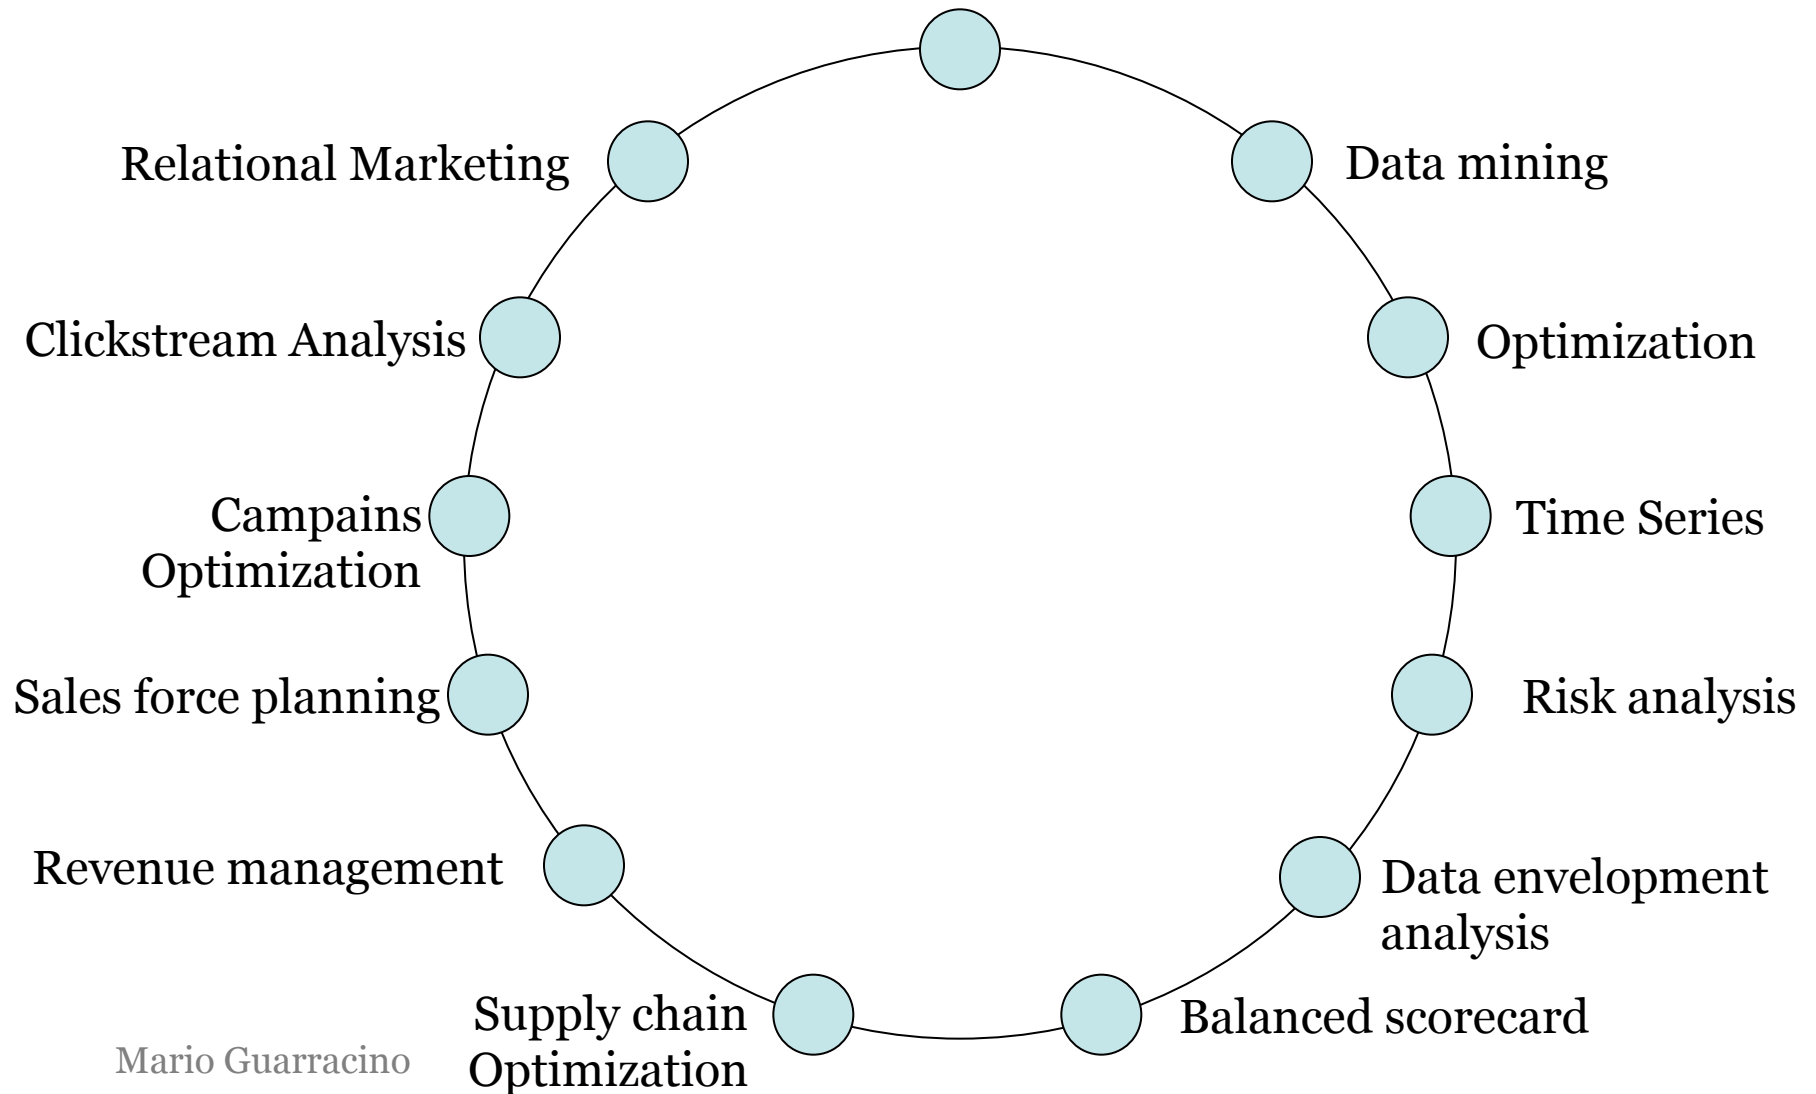 Relational Marketing
Data mining
Clickstream Analysis
Optimization
Campains
Optimization
Time Series
Sales force planning
Risk analysis
Revenue management
Data envelopment
analysis
Supply chain
Optimization
Balanced scorecard
Mario Guarracino